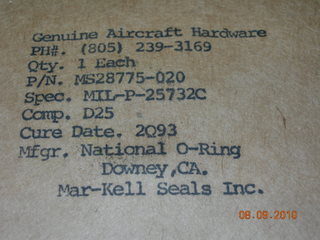 Genuine Aircraft Hardware
PH#. (805) 239-3169
Qty. 1 Each
P/N. MS28775-020
Spec. MIL-P-25732C
Comp. D25
Cure Date. 2Q93
Mfgr. National O-Ring
Downey,CA.
Mar-Kell Seals Inc.
08.09.2010